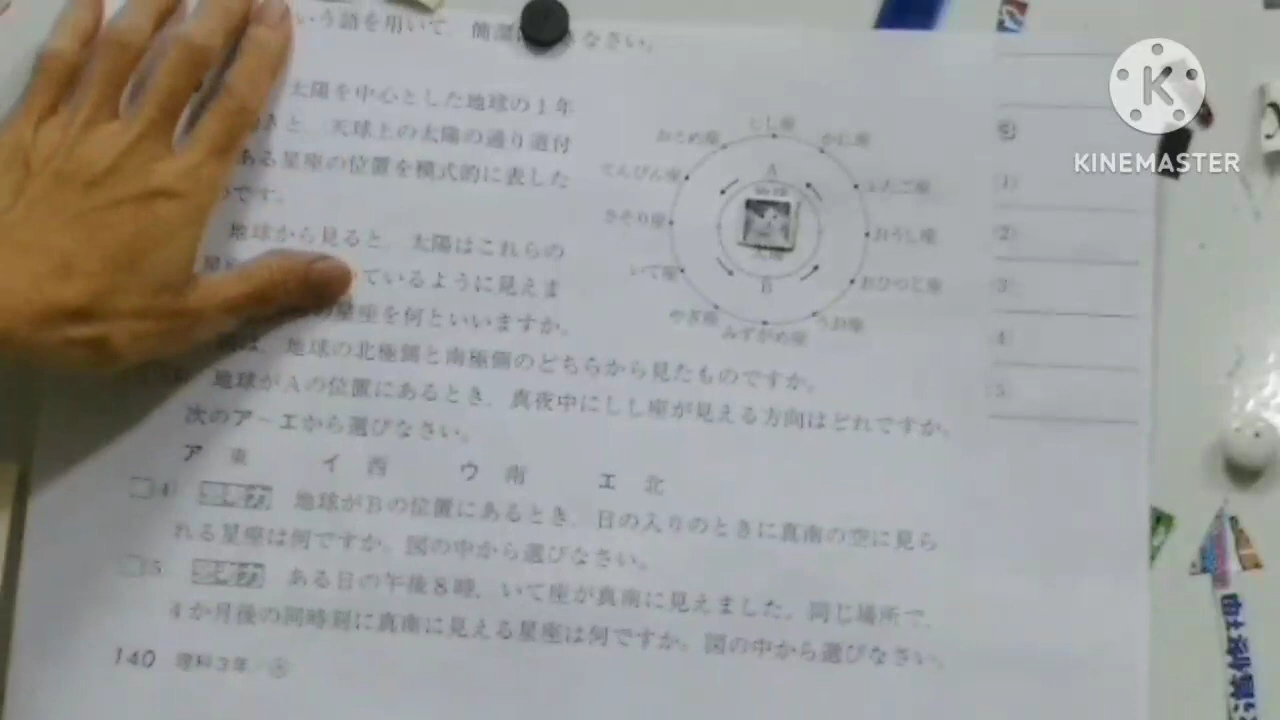 いう語を用いて，簡潔
なさい。
太陽を中心とした地球の1年
きと，天球上の太陽の通り道付
ある星座の位置を模式的に表した
です。
地球から見ると，太陽はこれらの
ているように見えま
星座を何といいますか。
は，地球の北極側と南極側のどちらから見たものですか。
地球がAの位置にあるとき，真夜中にしし座が見える方向はどれですか。
次のア～エから選びなさい。
ア 東 イ 西 ウ 南 エ 北
4) 思考力 地球がBの位置にあるとき，日の入りのときに真南の空に見ら
れる星座は何ですか。図の中から選びなさい。
5) 思考力 ある日の午後8時，いて座が真南に見えました。同じ場所で，
4か月後の同時刻に真南に見える星座は何ですか。図の中から選びなさい。
140 理科3年
しし座
かに座
ふたご座
おうし座
おひつじ座
うお座
みずがめ座
やぎ座
いて座
さそり座
てんびん座
おとめ座
A
地球
太陽
B
1)
2)
3)
4)
5)
KINEMASTER